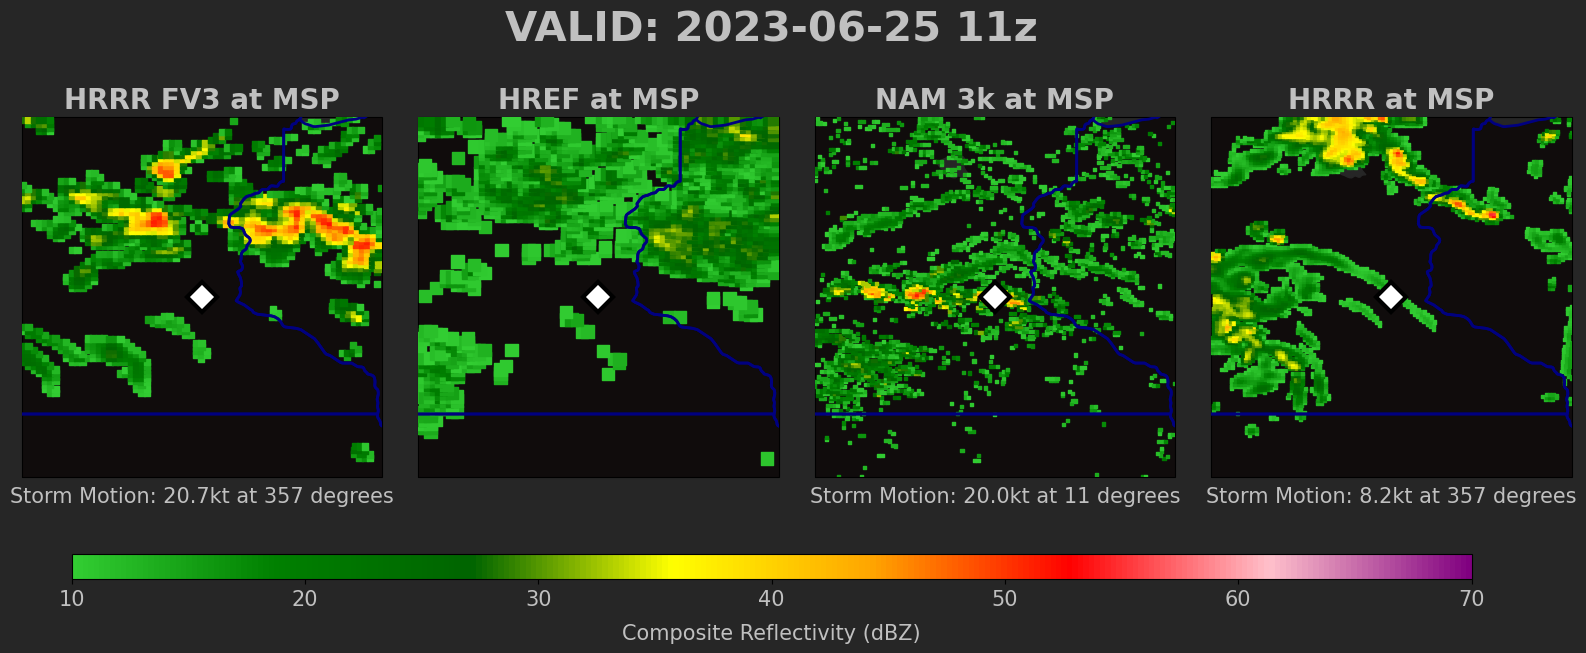 VALID: 2023-06-25 11z
HRRR FV3 at MSP
HREF at MSP
NAM 3k at MSP
HRRR at MSP
Storm Motion: 20.7kt at 357 degrees
Storm Motion: 20.0kt at 11 degrees
Storm Motion: 8.2kt at 357 degrees
10 20 30 40 50 60 70
Composite Reflectivity (dBZ)